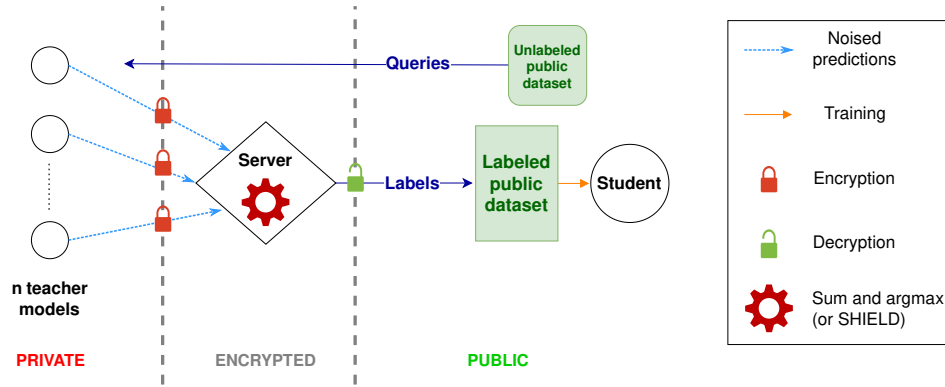 Unlabeled
public
dataset
Queries
Server
Labels
Labeled
public
dataset
Student
n teacher
models
PRIVATE
ENCRYPTED
PUBLIC
Noised
predictions
Training
Encryption
Decryption
Sum and argmax
(or SHIELD)